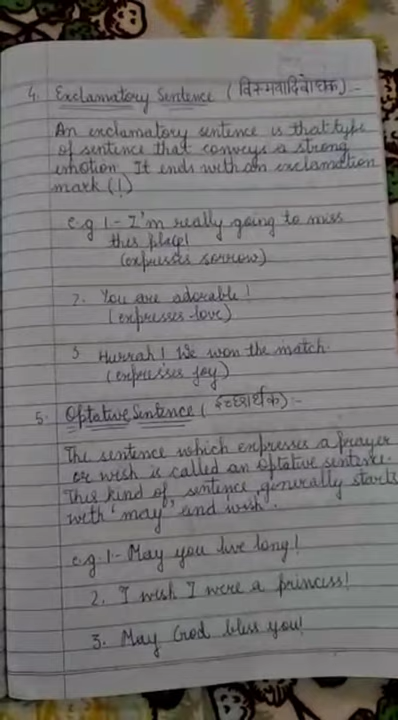 4. Exclamatory Sentence (विस्मयादिबोधक) :-
An exclamatory sentence is that type
of sentence that conveys a strong
emotion. It ends with an exclamation
mark (!)
e.g 1- I'm really going to miss
this place!
(expresses sorrow)
2. You are adorable!
(expresses love)
3 Hurrah! We won the match.
(expresses joy)
5. Optative Sentence (इच्छार्थक) :-
The sentence which expresses a prayer
or wish is called an optative sentence.
This kind of sentence generally starts
with 'may' and wish'.
e.g. 1- May you live long!
2. I wish I were a princess!
3. May God bless you!